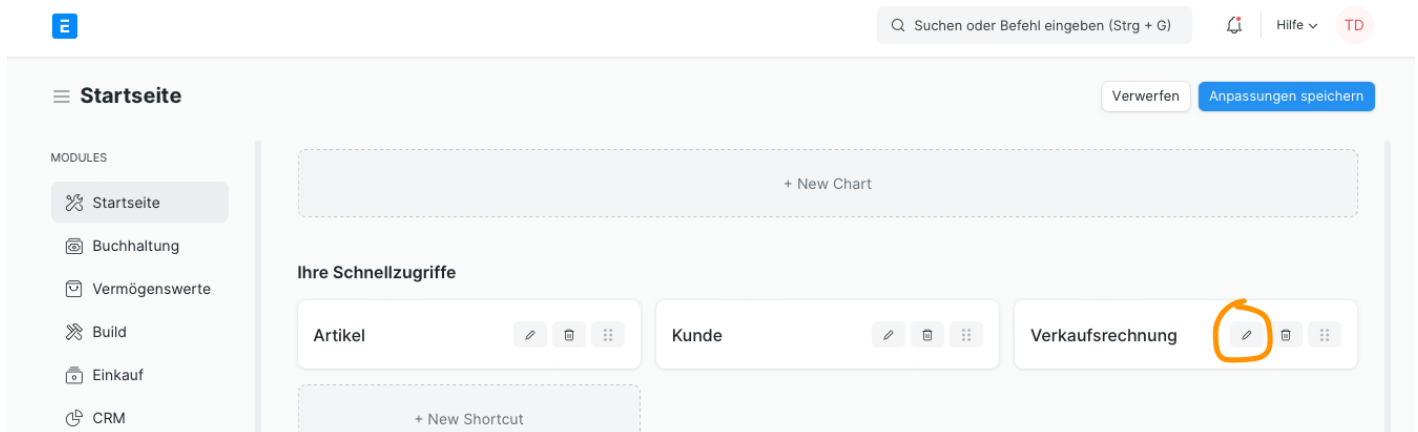 E
Suchen oder Befehl eingeben (Strg + G)
Hilfe
TD
Startseite
Verwerfen
Anpassungen speichern
MODULES
Startseite
Buchhaltung
Vermögenswerte
Build
Einkauf
CRM
+ New Chart
Ihre Schnellzugriffe
Artikel
Kunde
Verkaufsrechnung
+ New Shortcut